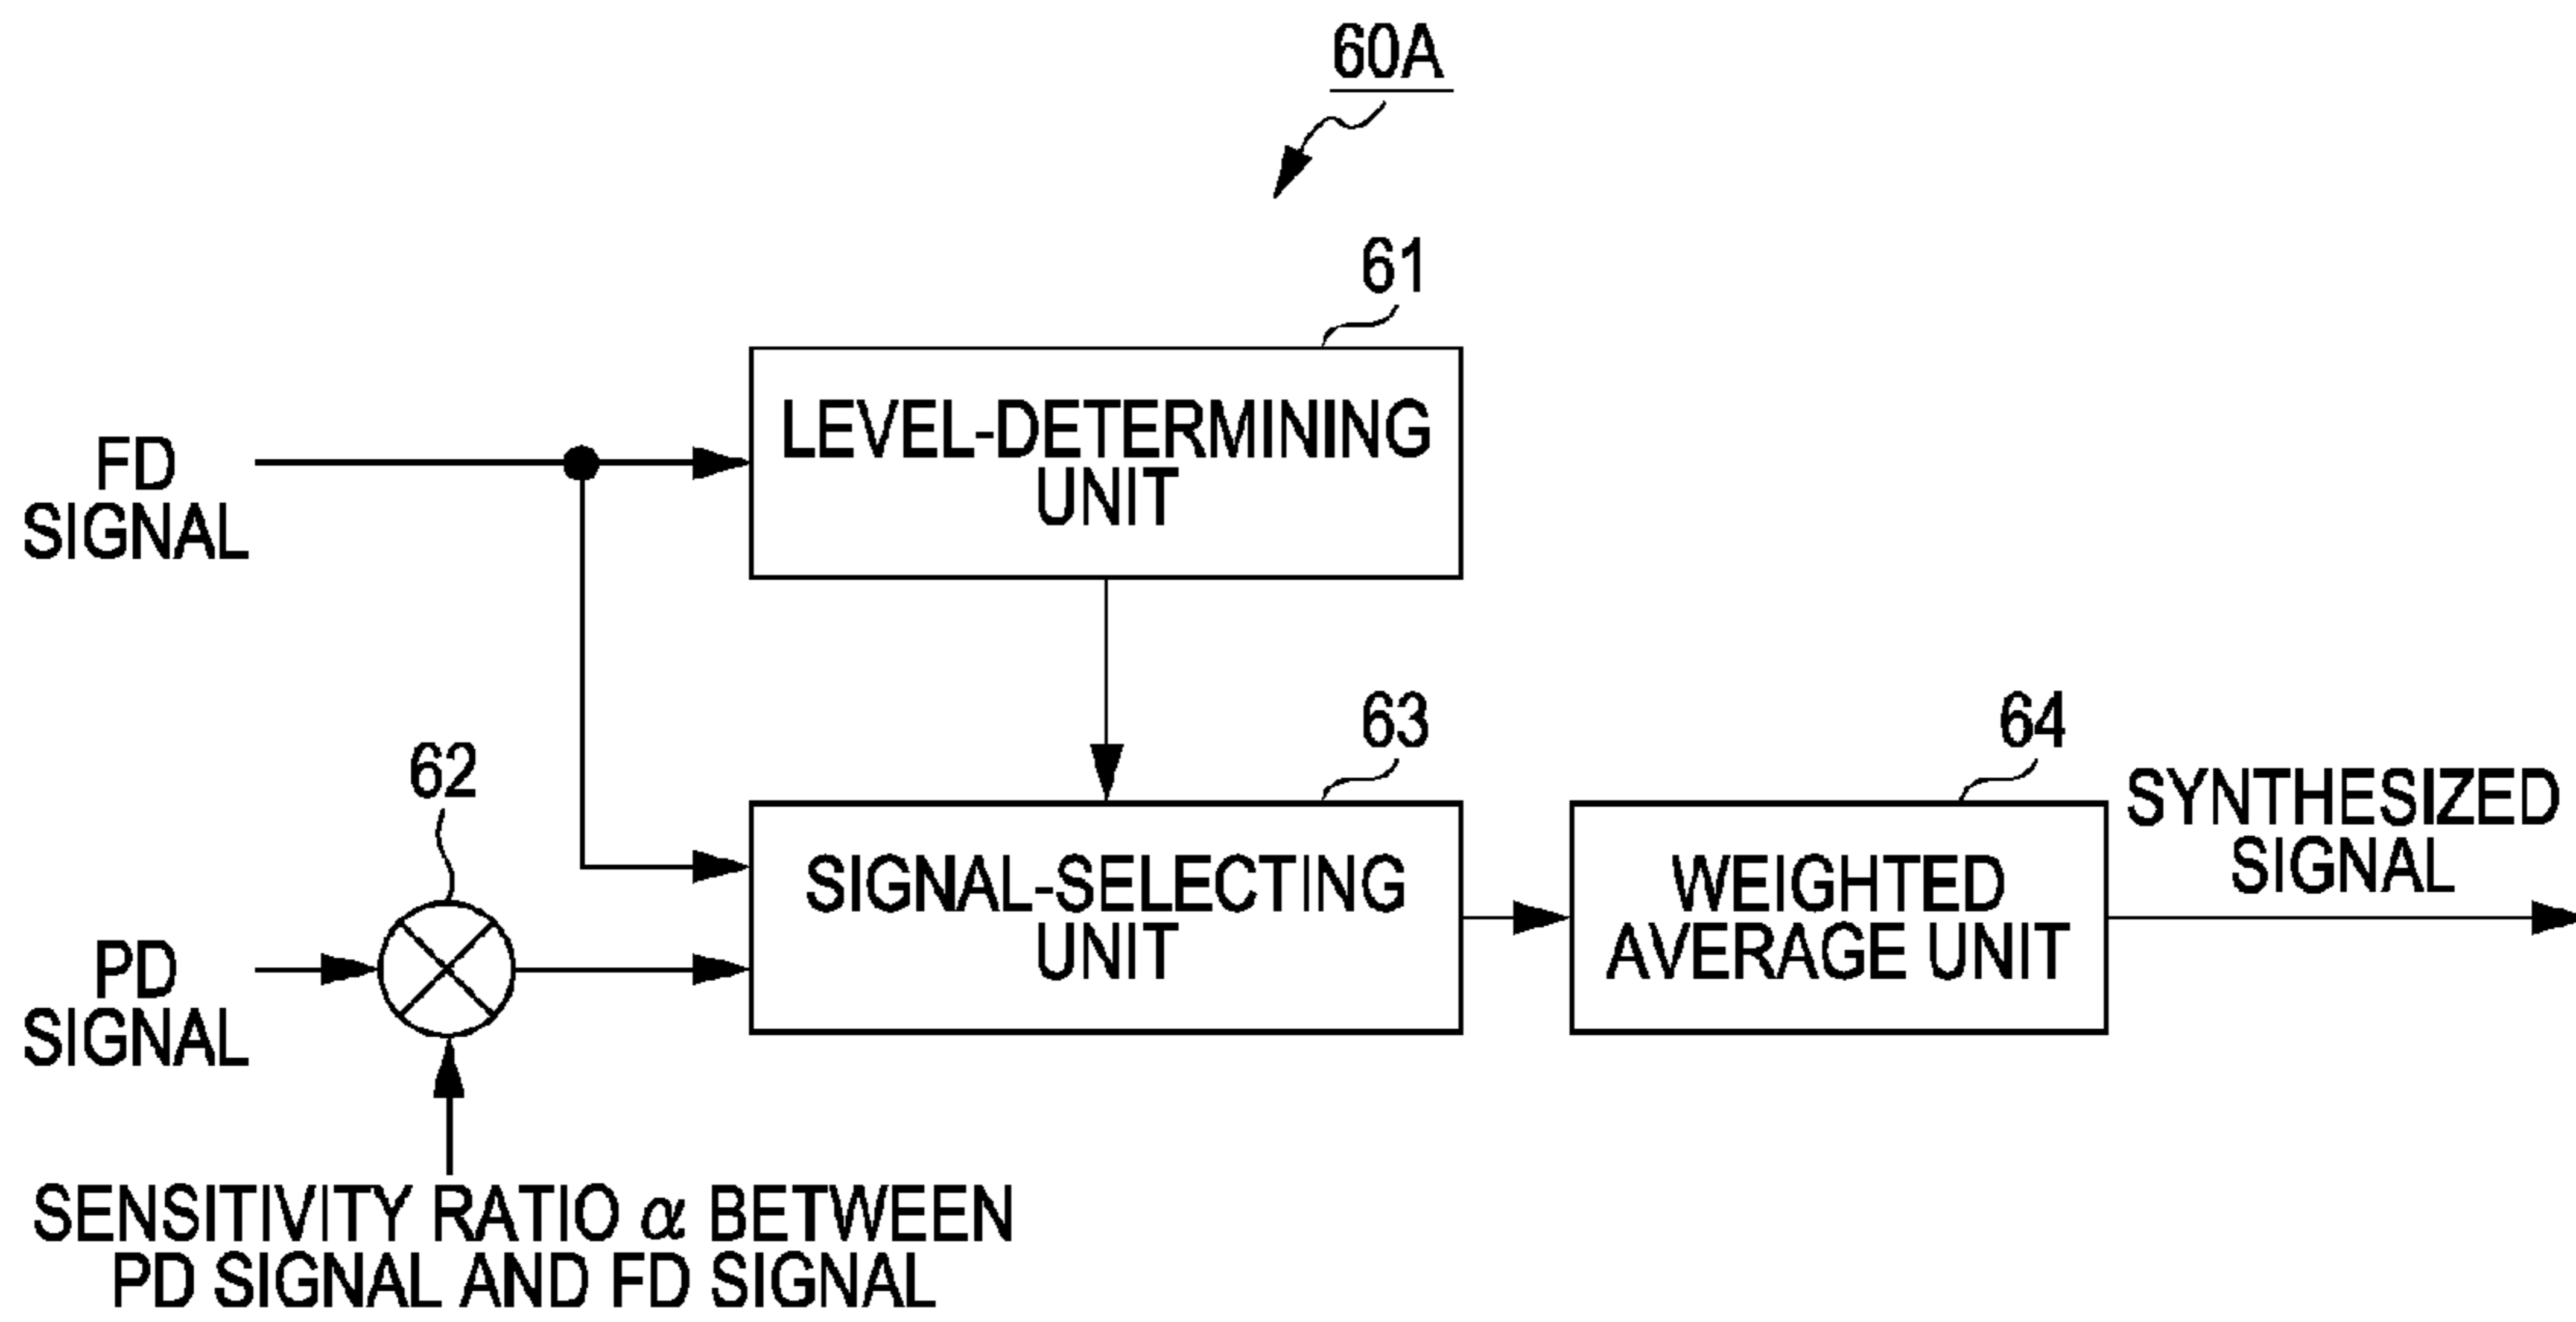 60A
61
LEVEL-DETERMINING
UNIT
FD
SIGNAL
62
63
SIGNAL-SELECTING
UNIT
64
WEIGHTED
AVERAGE UNIT
SYNTHESIZED
SIGNAL
PD
SIGNAL
SENSITIVITY RATIO α BETWEEN
PD SIGNAL AND FD SIGNAL